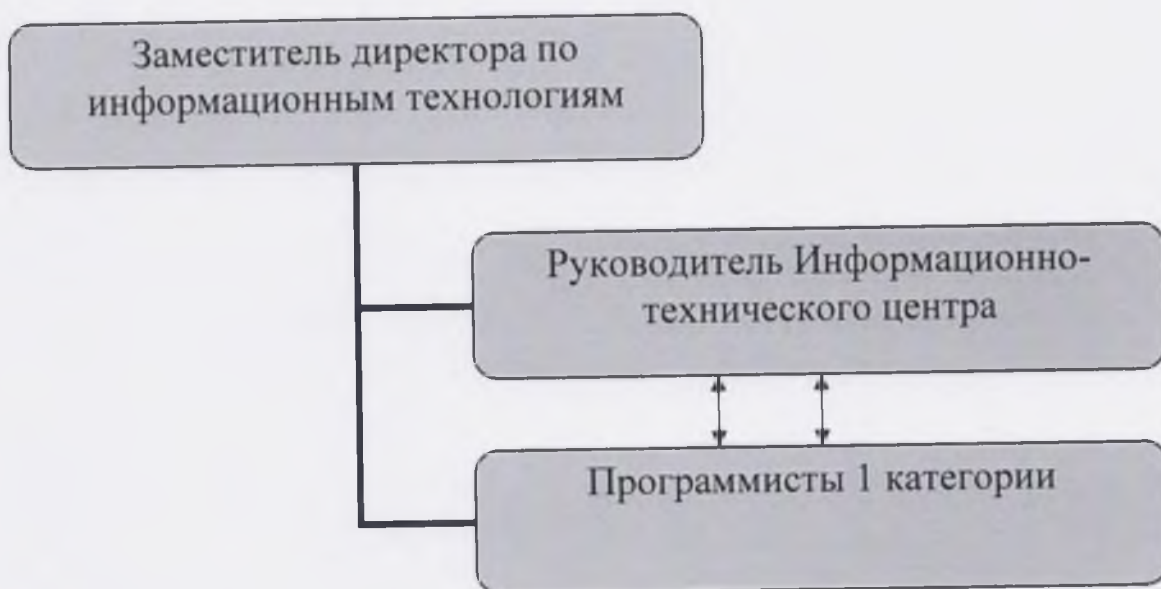 Заместитель директора по
информационным технологиям
Руководитель Информационно-
технического центра
Программисты 1 категории